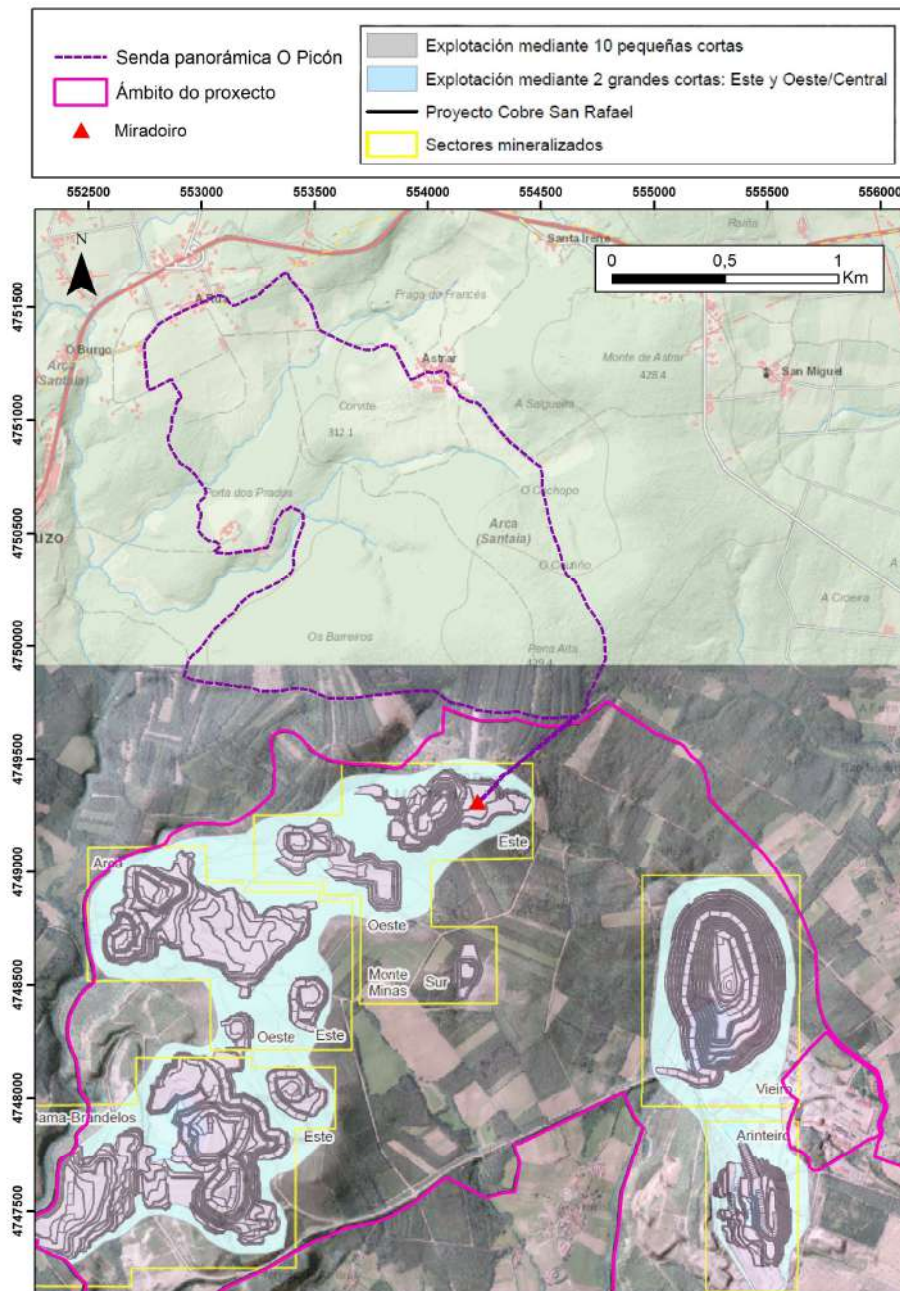 Senda panorámica O Picón
Ámbito do proxecto
Miradoiro
Explotación mediante 10 pequeñas cortas
Explotación mediante 2 grandes cortas: Este y Oeste/Central
Proyecto Cobre San Rafael
Sectores mineralizados
552500 553000 553500 554000 554500 555000 555500 556000
N
0 0,5 1
Km
Santa Irene
Fraga do Francés
4751500
A Rúa
O Burgo
Arca
(Santaia)
Astrar
Monte de Astrar
428.4
San Miguel
A Salgueira
Corvite
312.1
4751000
Porta dos Prados
O Cachopo
4750500
Arca
(Santaia)
O Coutiño
A Croeira
Os Barreiros
Pena Alta
429.4
4750000
4749500
Este
4749000
Arca
Oeste
Monte
Minas
Sur
4748500
Oeste
Este
4748000
Vieiro
Bama-Brandelos
Este
Arinteiro
4747500